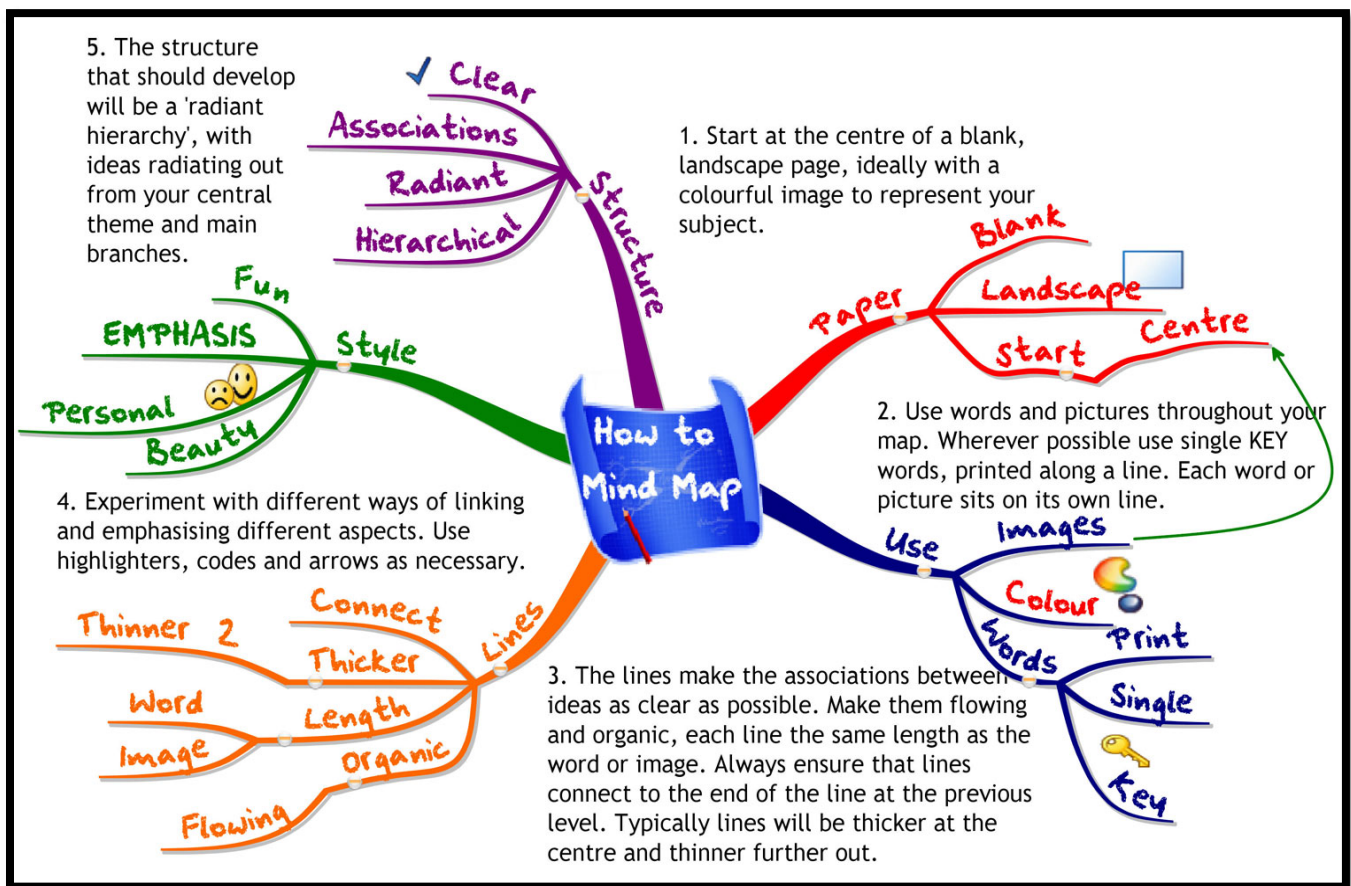 How to
Mind Map
1. Start at the centre of a blank,
landscape page, ideally with a
colourful image to represent your
subject.
Paper
Blank
Landscape
Start
Centre
2. Use words and pictures throughout your
map. Wherever possible use single KEY
words, printed along a line. Each word or
picture sits on its own line.
Use
Images
Colour
Words
Print
Single
Key
3. The lines make the associations between
ideas as clear as possible. Make them flowing
and organic, each line the same length as the
word or image. Always ensure that lines
connect to the end of the line at the previous
level. Typically lines will be thicker at the
centre and thinner further out.
Lines
Connect
Thicker
Thinner 2
Length
Word
Image
Organic
Flowing
4. Experiment with different ways of linking
and emphasising different aspects. Use
highlighters, codes and arrows as necessary.
Style
Fun
EMPHASIS
Personal
Beauty
5. The structure
that should develop
will be a 'radiant
hierarchy', with
ideas radiating out
from your central
theme and main
branches.
Structure
Clear
Associations
Radiant
Hierarchical